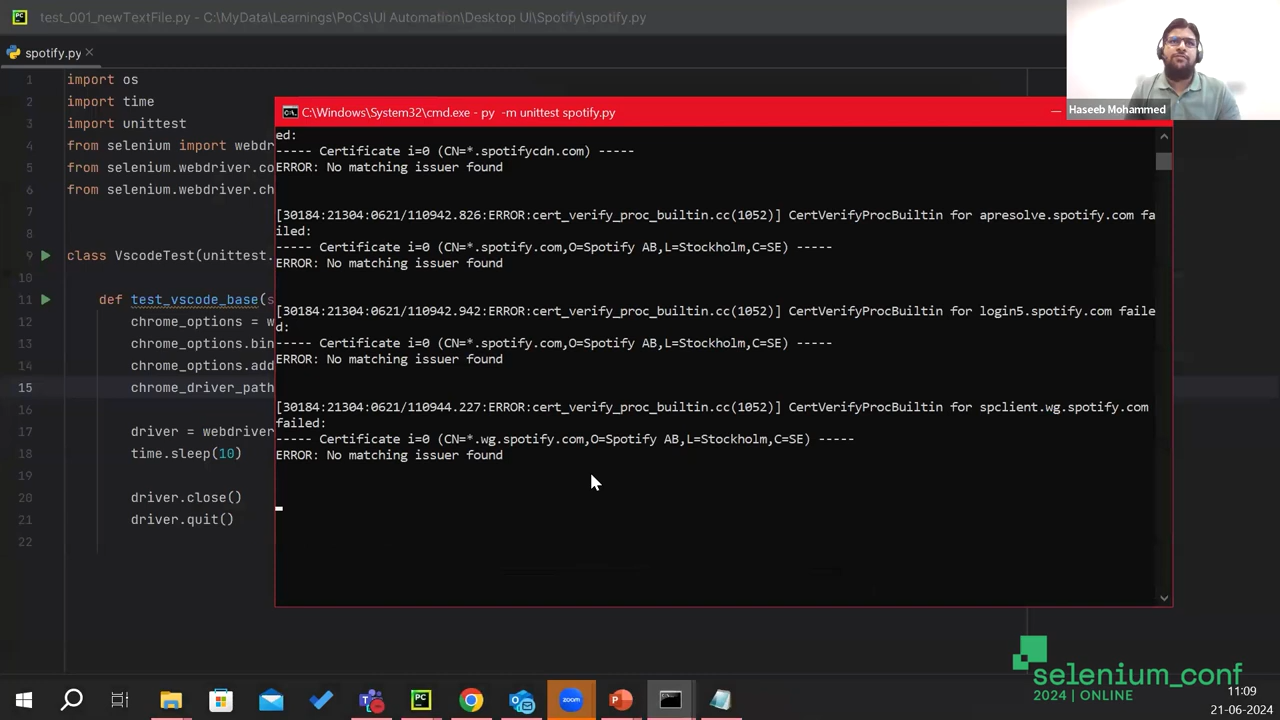 test_001_newTextFile.py - C:\MyData\Learnings\PoCs\UI Automation\Desktop UI\Spotify\spotify.py
spotify.py
1 import os
2 import time
3 import unittest
4 from selenium import webdr
5 from selenium.webdriver.co
6 from selenium.webdriver.ch
7
8
9 class VscodeTest(unittest.
10
11 def test_vscode_base(s
12 chrome_options = w
13 chrome_options.bin
14 chrome_options.add
15 chrome_driver_path
16
17 driver = webdriver
18 time.sleep(10)
19
20 driver.close()
21 driver.quit()
22
C:\Windows\System32\cmd.exe - py -m unittest spotify.py
ed:
----- Certificate i=0 (CN=*.spotifycdn.com) -----
ERROR: No matching issuer found
[30184:21304:0621/110942.826:ERROR:cert_verify_proc_builtin.cc(1052)] CertVerifyProcBuiltin for apresolve.spotify.com fa
iled:
----- Certificate i=0 (CN=*.spotify.com,O=Spotify AB,L=Stockholm,C=SE) -----
ERROR: No matching issuer found
[30184:21304:0621/110942.942:ERROR:cert_verify_proc_builtin.cc(1052)] CertVerifyProcBuiltin for login5.spotify.com faile
d:
----- Certificate i=0 (CN=*.spotify.com,O=Spotify AB,L=Stockholm,C=SE) -----
ERROR: No matching issuer found
[30184:21304:0621/110944.227:ERROR:cert_verify_proc_builtin.cc(1052)] CertVerifyProcBuiltin for spclient.wg.spotify.com
failed:
----- Certificate i=0 (CN=*.wg.spotify.com,O=Spotify AB,L=Stockholm,C=SE) -----
ERROR: No matching issuer found
Haseeb Mohammed
selenium_conf
2024 | ONLINE
zoom
11:09
21-06-2024